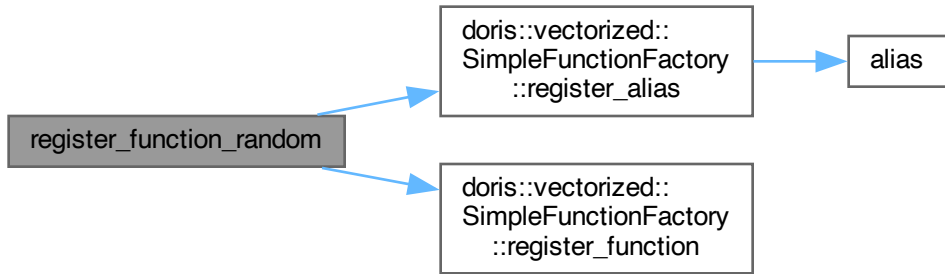 register_function_random
doris::vectorized::
SimpleFunctionFactory
::register_alias
alias
doris::vectorized::
SimpleFunctionFactory
::register_function